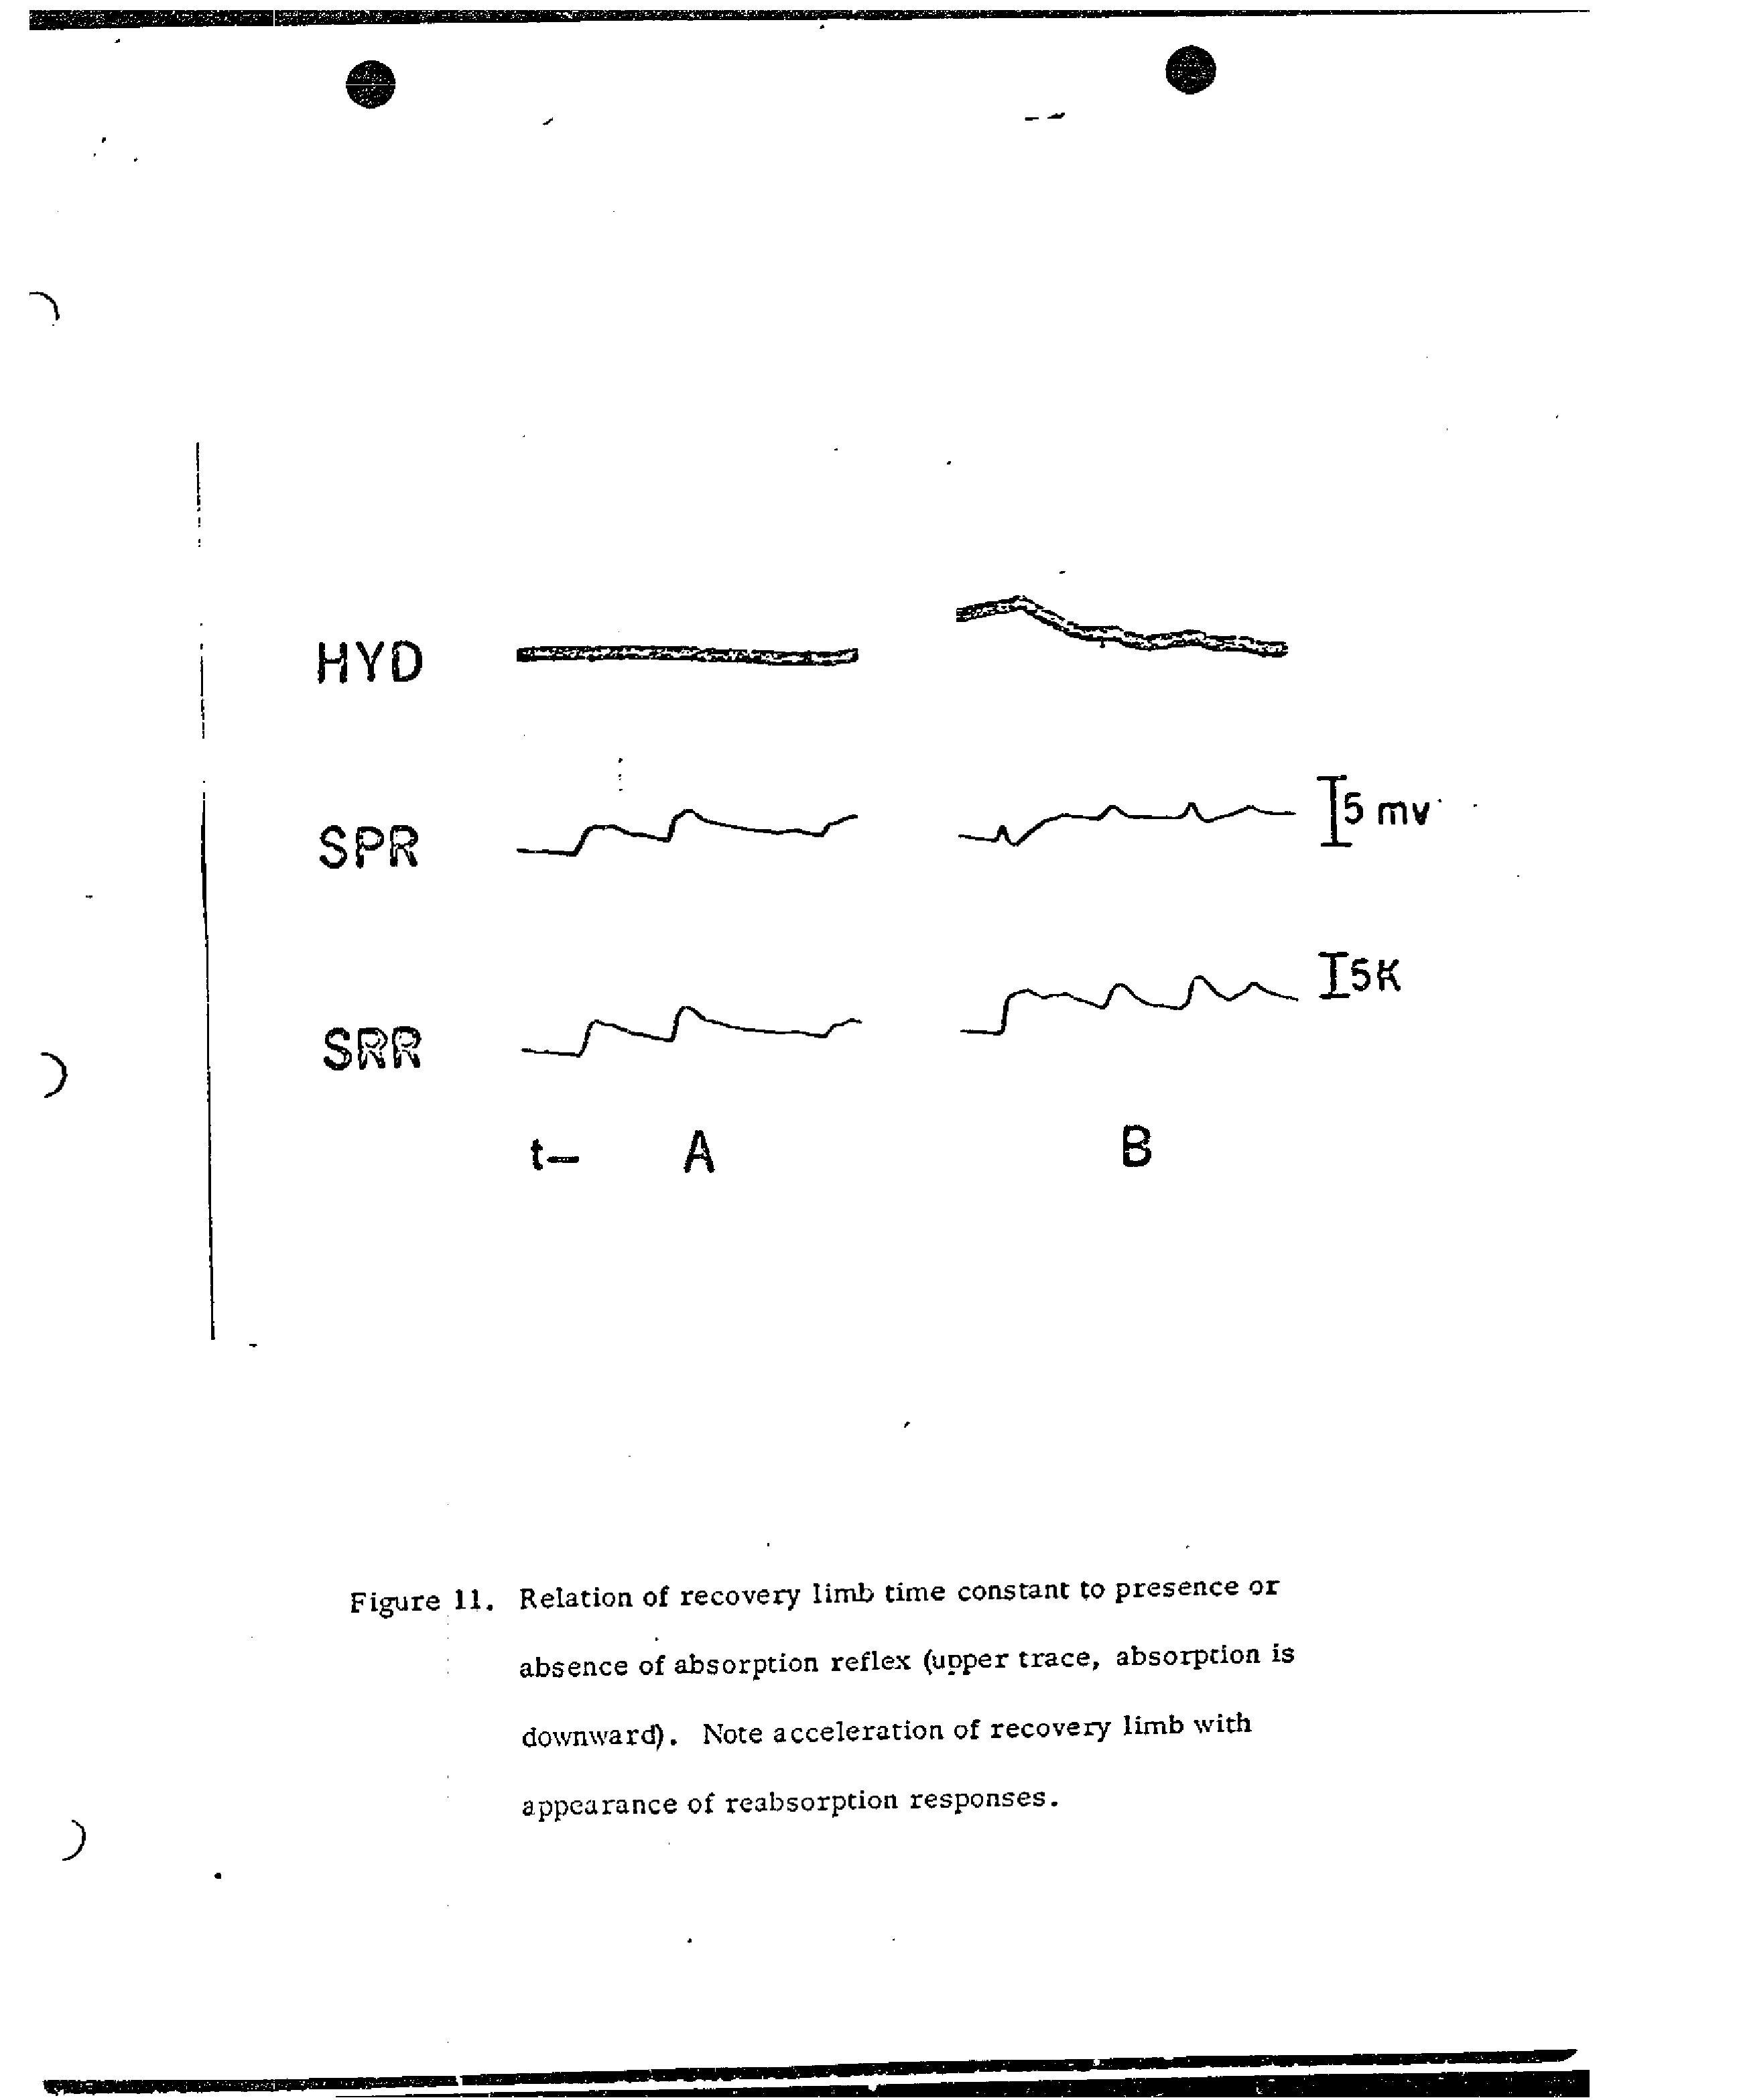 HYD
SPR
5 mv
SRR
5K
t—
A
B
Figure 11. Relation of recovery limb time constant to presence or
absence of absorption reflex (upper trace, absorption is
downward). Note acceleration of recovery limb with
appearance of reabsorption responses.